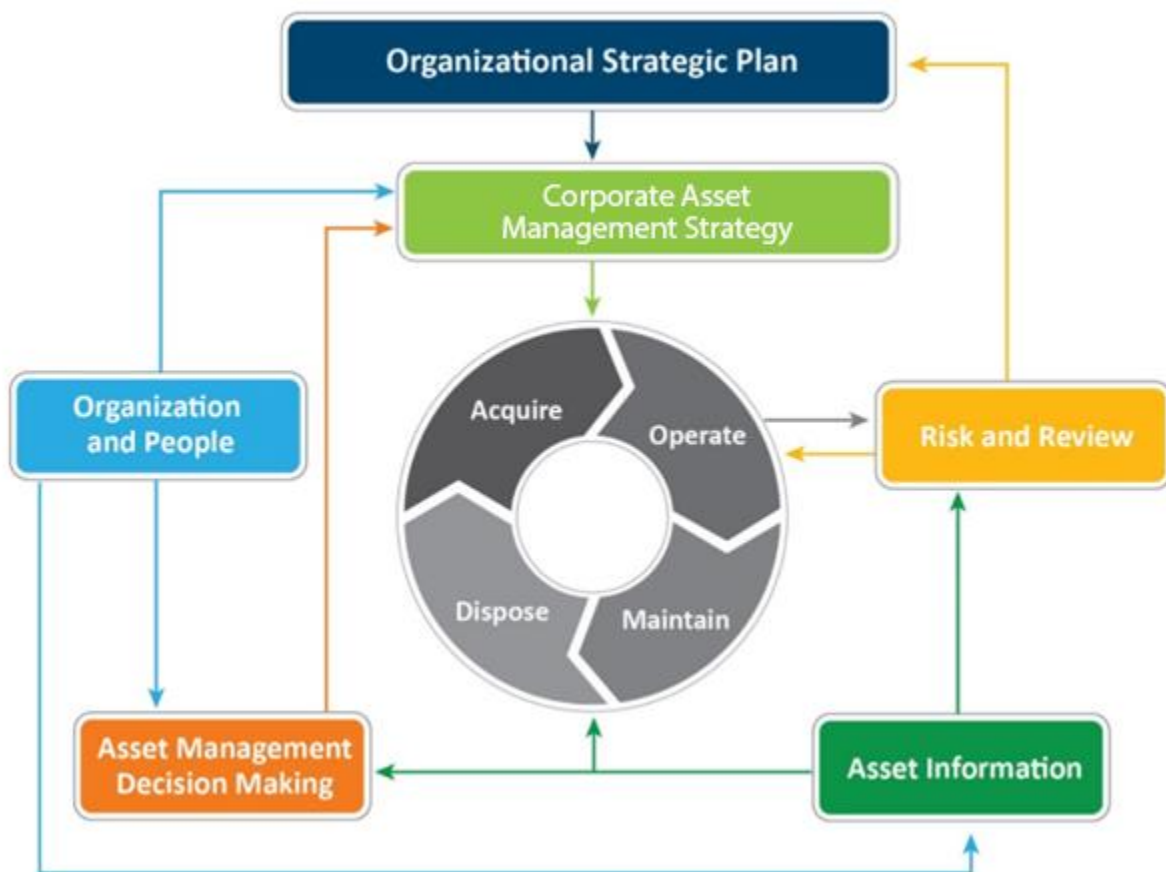 Organizational Strategic Plan
Corporate Asset
Management Strategy
Acquire
Operate
Organization
and People
Risk and Review
Dispose
Maintain
Asset Management
Decision Making
Asset Information